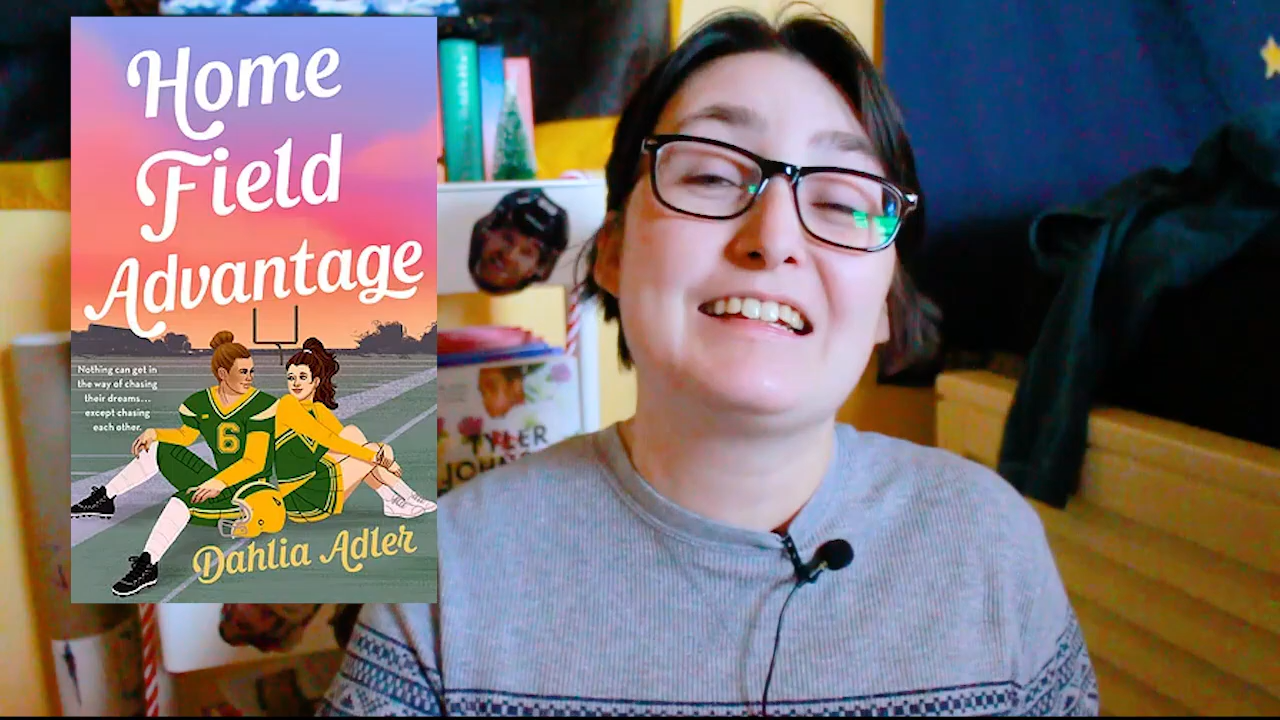 Home
Field
Advantage
Nothing can get in
the way of chasing
their dreams...
except chasing
each other.
6
Dahlia Adler
TYLER